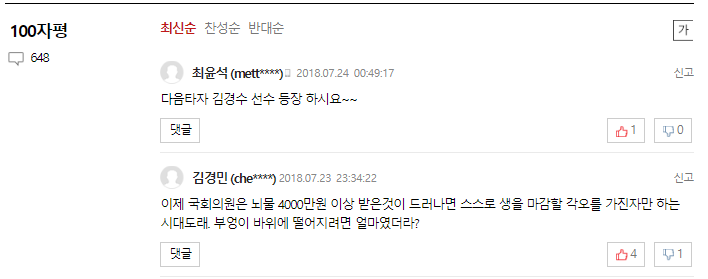 100자평
648
최신순 찬성순 반대순
가
최윤석 (mett****) 2018.07.24 00:49:17
신고
다음타자 김경수 선수 등장 하시요~~
댓글
1
0
김경민 (che****) 2018.07.23 23:34:22
신고
이제 국회의원은 뇌물 4000만원 이상 받은것이 드러나면 스스로 생을 마감할 각오를 가진자만 하는
시대도래. 부엉이 바위에 떨어지려면 얼마였더라?
댓글
4
1